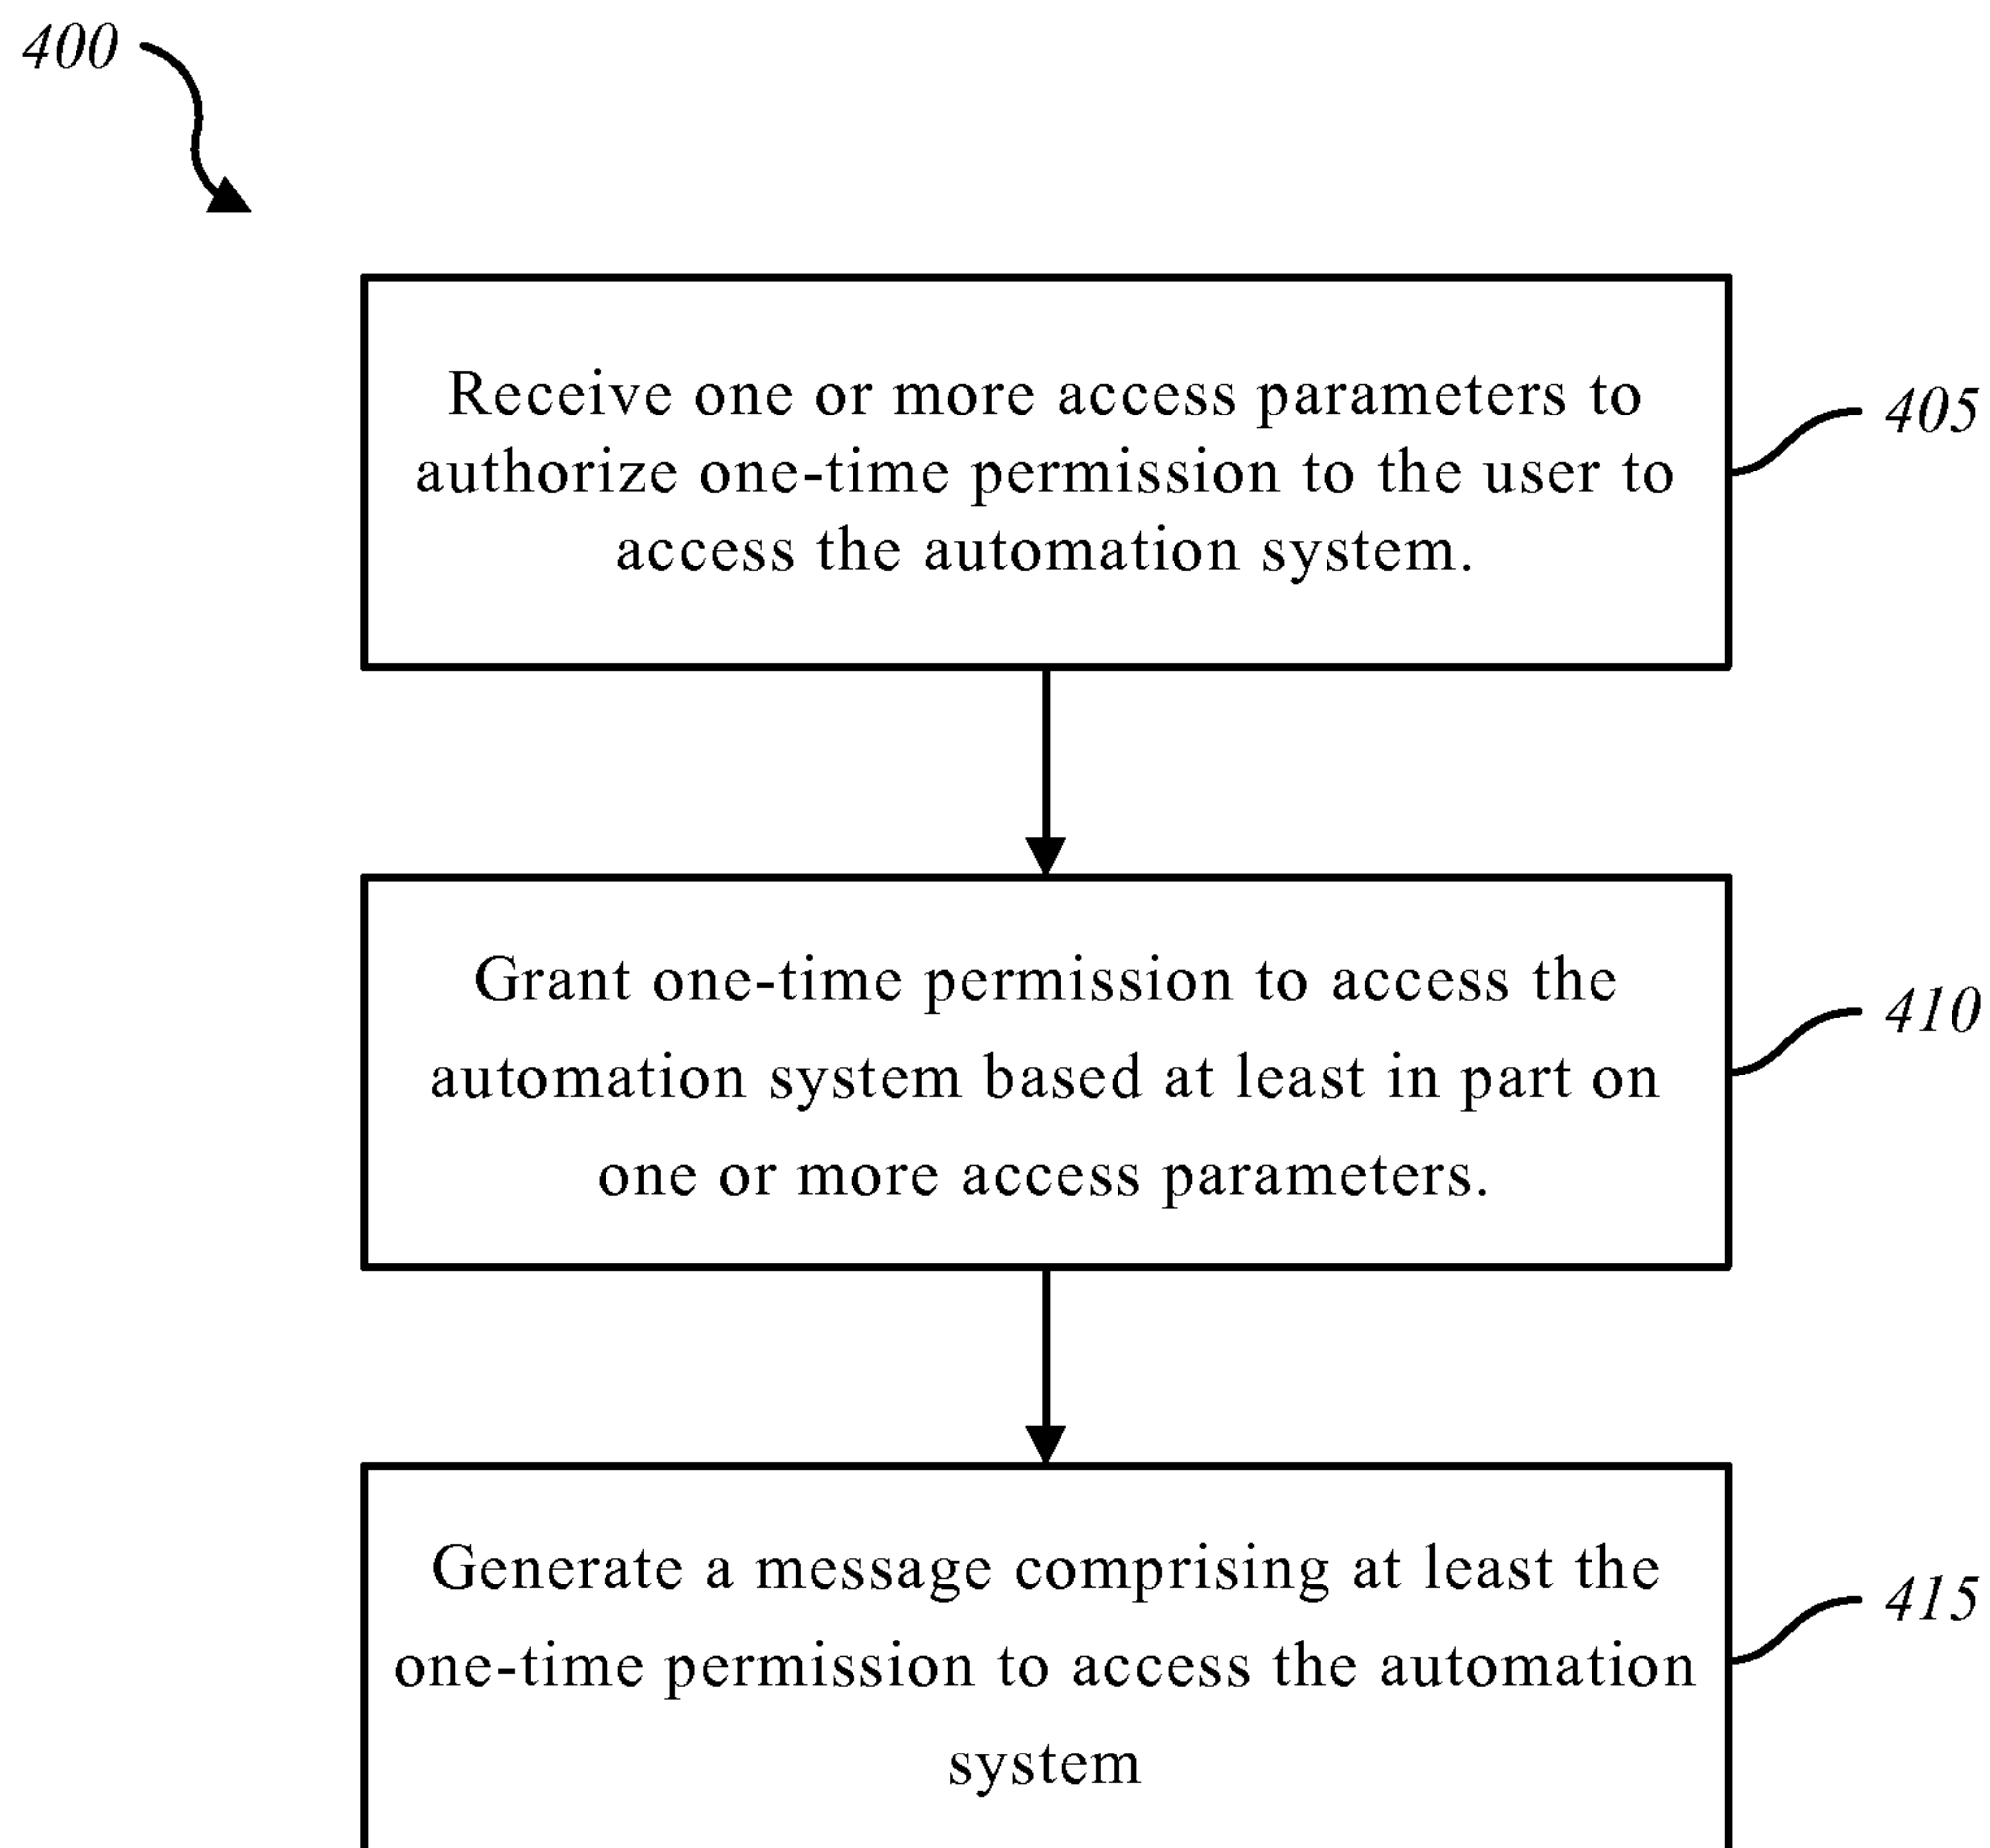 400
Receive one or more access parameters to
authorize one-time permission to the user to
access the automation system.
405
Grant one-time permission to access the
automation system based at least in part on
one or more access parameters.
410
Generate a message comprising at least the
one-time permission to access the automation
system
415